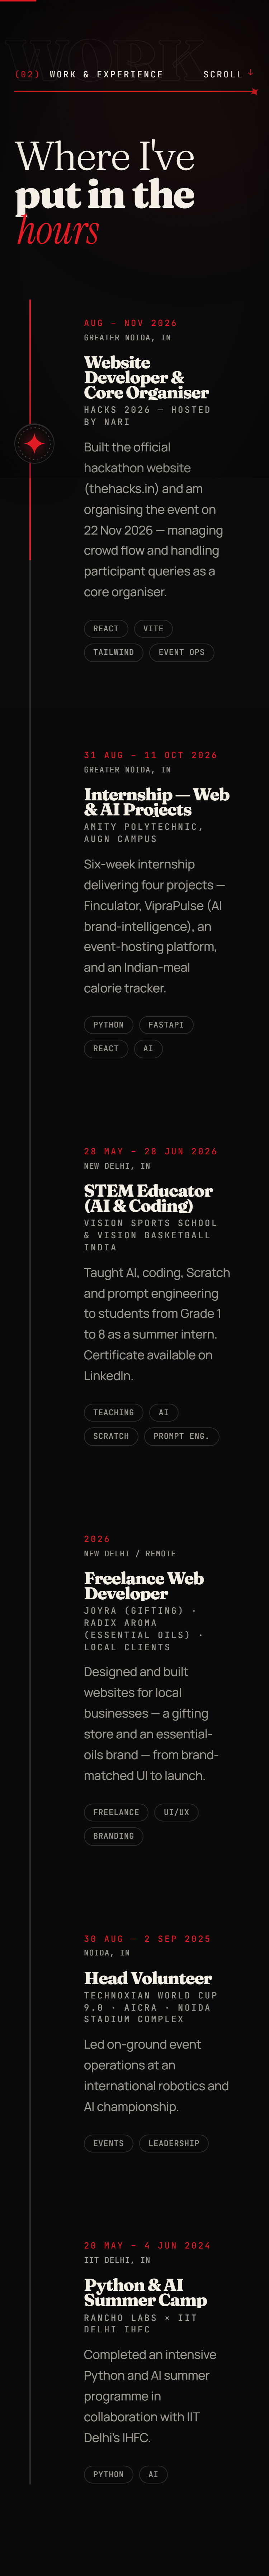 WORK
(02) WORK & EXPERIENCE SCROLL ↓
Where I've
put in the
hours
AUG – NOV 2026
GREATER NOIDA, IN
Website
Developer &
Core Organiser
HACKS 2026 — HOSTED
BY NARI
Built the official
hackathon website
(thehacks.in) and am
organising the event on
22 Nov 2026 — managing
crowd flow and handling
participant queries as a
core organiser.
REACT VITE
TAILWIND EVENT OPS
31 AUG – 11 OCT 2026
GREATER NOIDA, IN
Internship — Web
& AI Projects
AMITY POLYTECHNIC,
AUGN CAMPUS
Six-week internship
delivering four projects —
Finculator, VipraPulse (AI
brand-intelligence), an
event-hosting platform,
and an Indian-meal
calorie tracker.
PYTHON FASTAPI
REACT AI
28 MAY – 28 JUN 2026
NEW DELHI, IN
STEM Educator
(AI & Coding)
VISION SPORTS SCHOOL
& VISION BASKETBALL
INDIA
Taught AI, coding, Scratch
and prompt engineering
to students from Grade 1
to 8 as a summer intern.
Certificate available on
LinkedIn.
TEACHING AI
SCRATCH PROMPT ENG.
2026
NEW DELHI / REMOTE
Freelance Web
Developer
JOYRA (GIFTING) ·
RADIX AROMA
(ESSENTIAL OILS) ·
LOCAL CLIENTS
Designed and built
websites for local
businesses — a gifting
store and an essential-
oils brand — from brand-
matched UI to launch.
FREELANCE UI/UX
BRANDING
30 AUG – 2 SEP 2025
NOIDA, IN
Head Volunteer
TECHNOXIAN WORLD CUP
9.0 · AICRA · NOIDA
STADIUM COMPLEX
Led on-ground event
operations at an
international robotics and
AI championship.
EVENTS LEADERSHIP
20 MAY – 4 JUN 2024
IIT DELHI, IN
Python & AI
Summer Camp
RANCHO LABS × IIT
DELHI IHFC
Completed an intensive
Python and AI summer
programme in
collaboration with IIT
Delhi's IHFC.
PYTHON AI